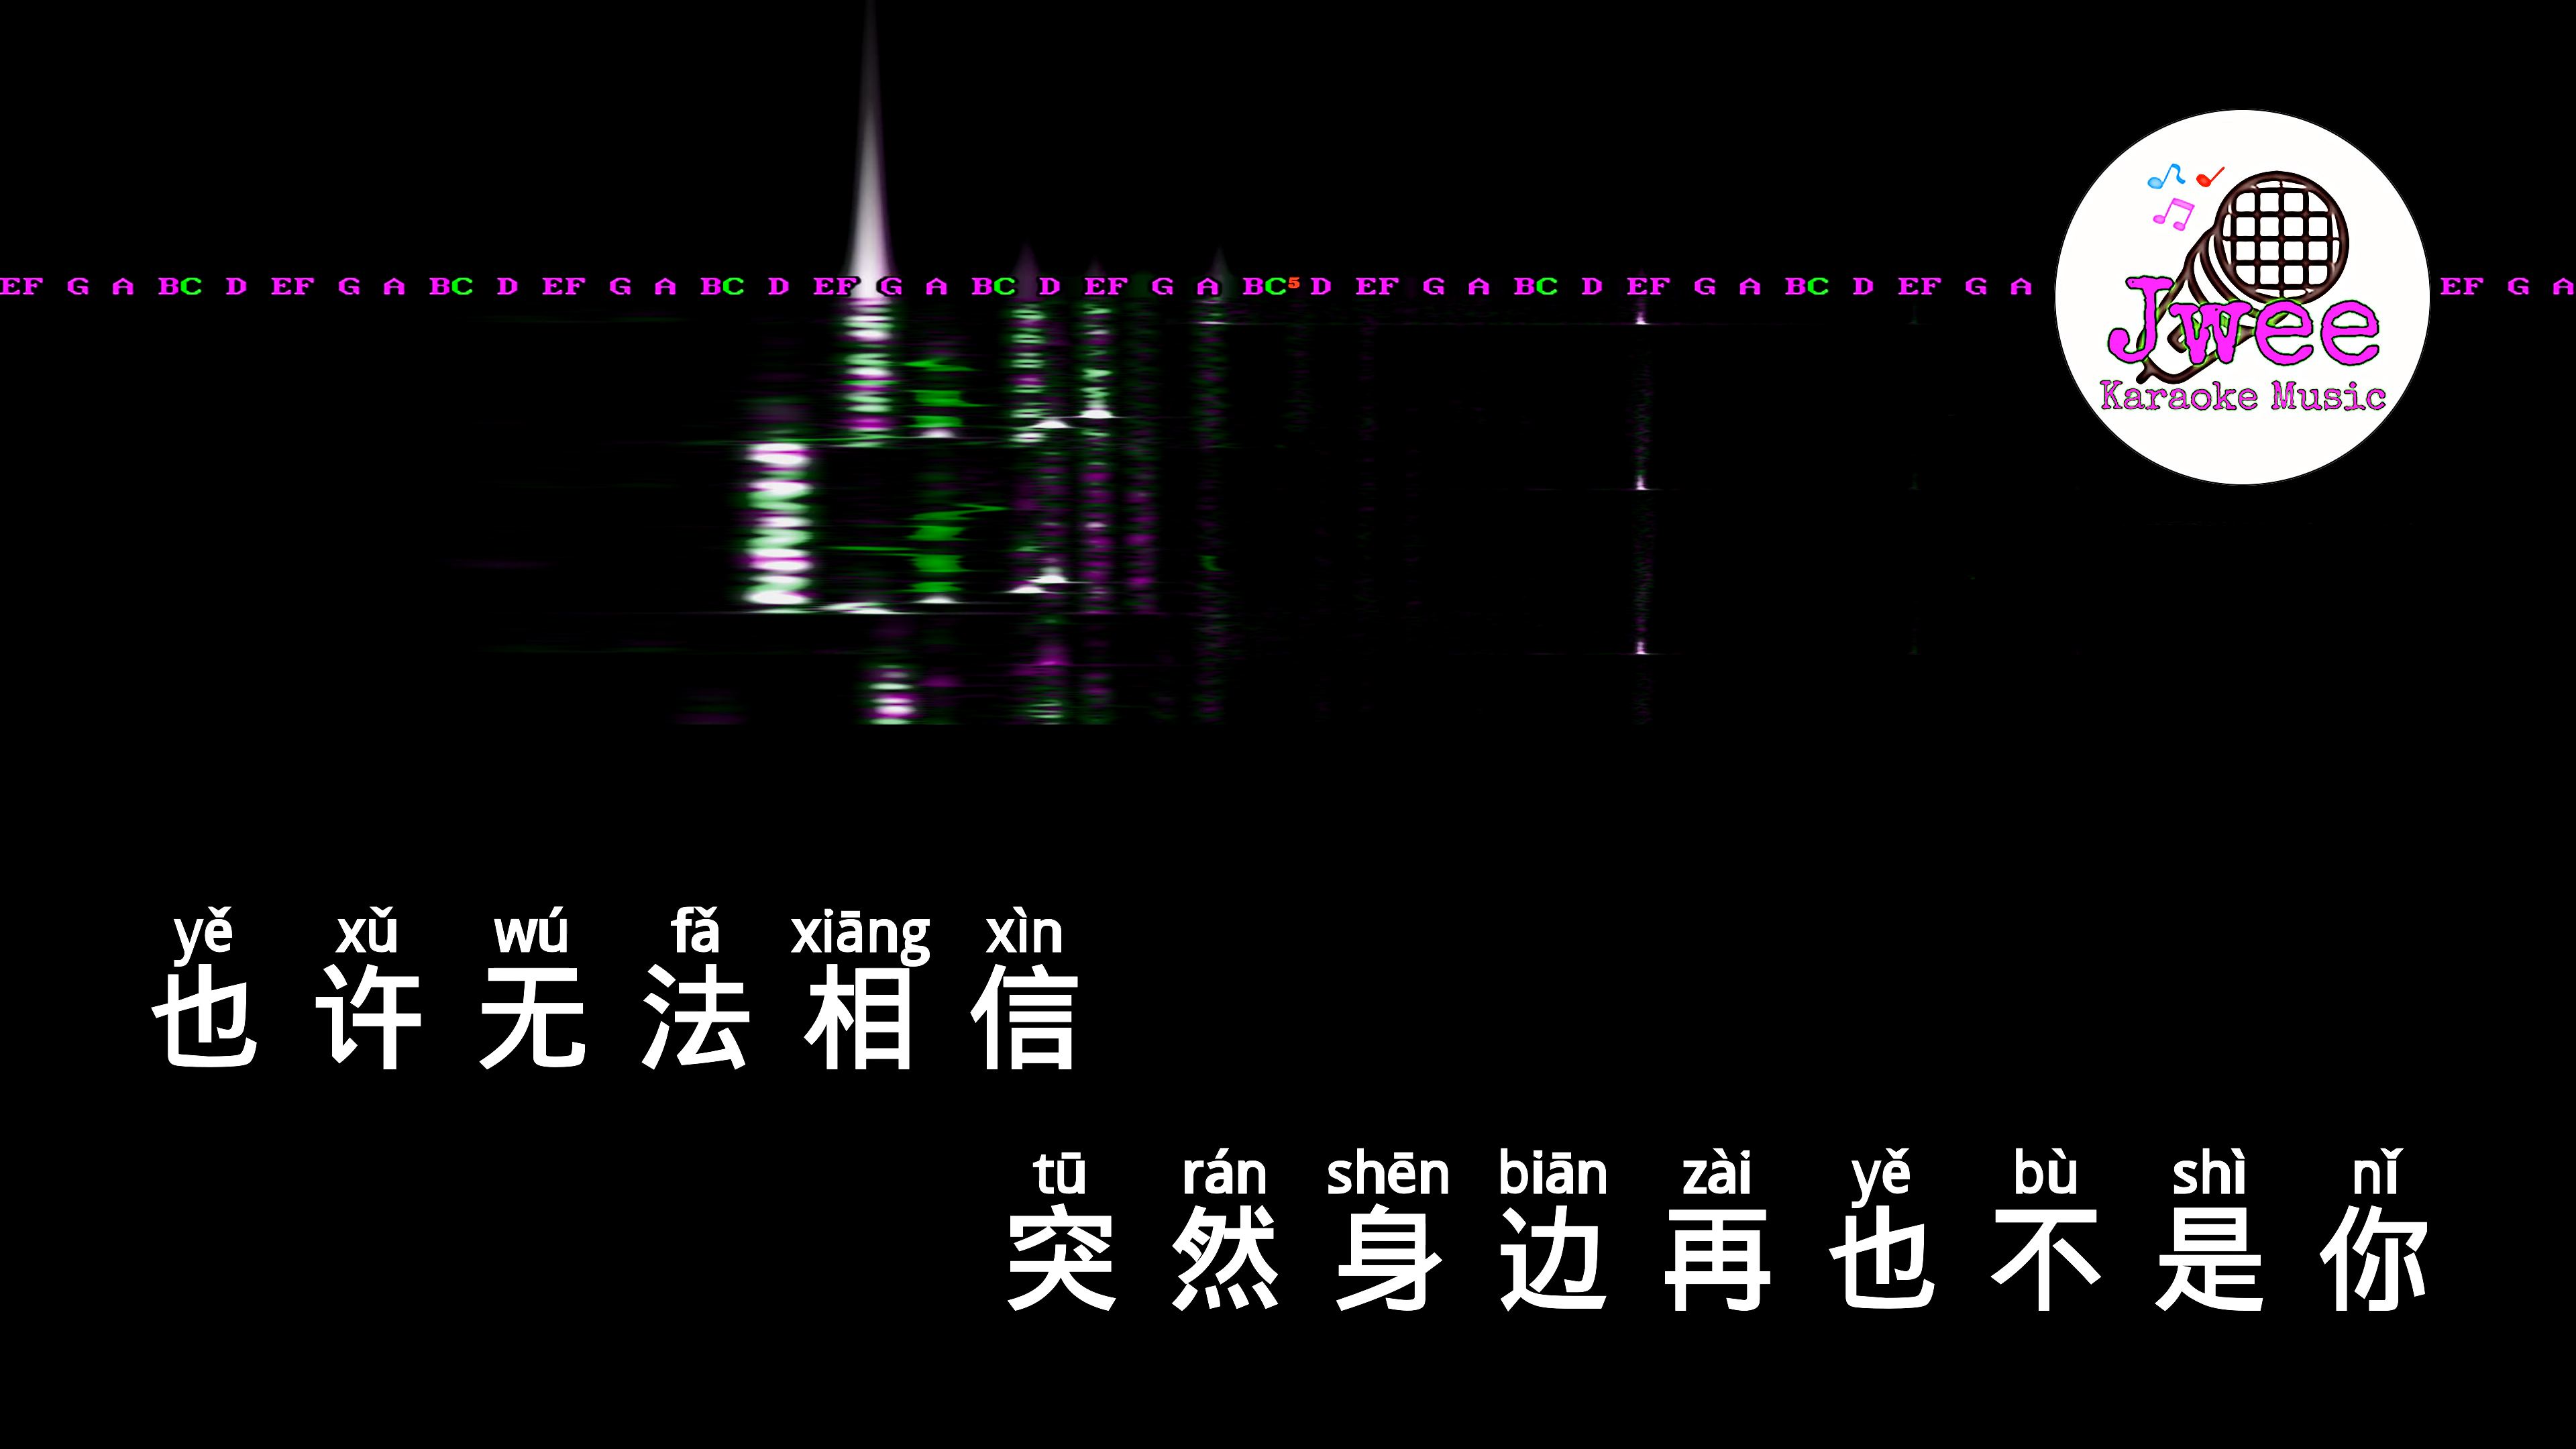 EF G A BC D EF G A BC D EF G A BC D EF G A BC D EF G A BC5 D EF G A BC D EF G A BC D EF G A EF G A
Jwee
Karaoke Music
yě xǔ wú fǎ xiāng xìn
也 许 无 法 相 信
tū rán shēn biān zài yě bù shì nǐ
突 然 身 边 再 也 不 是 你